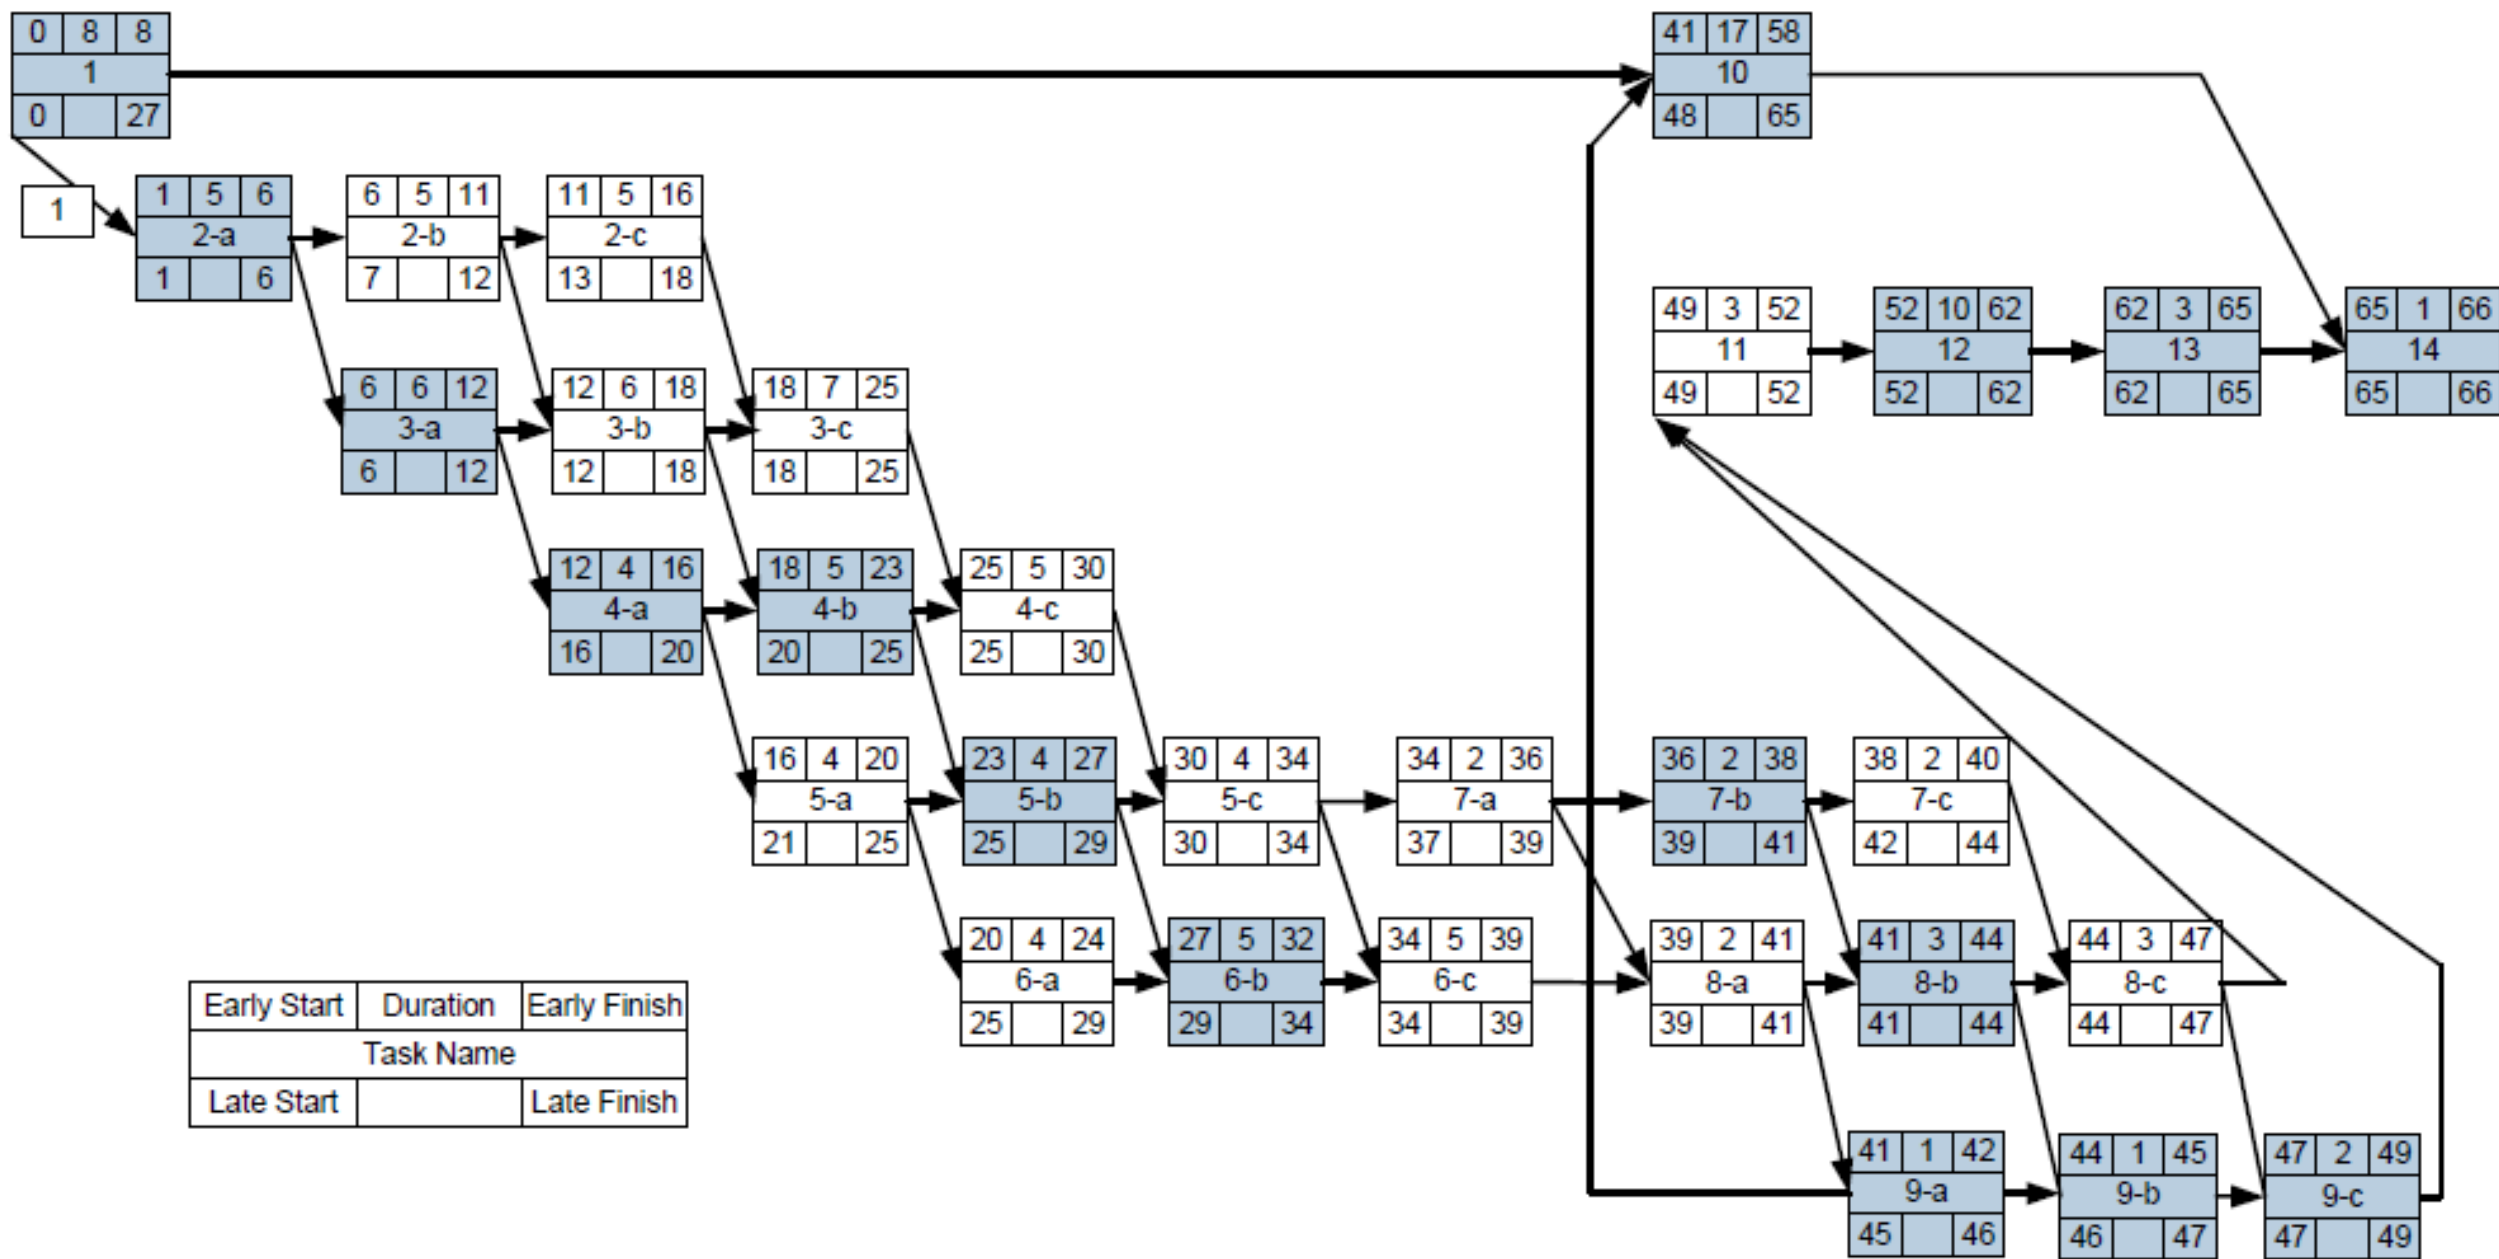 0 8 8
1
0 27
41 17 58
10
48 65
1
1 5 6
2-a
1 6
6 5 11
2-b
7 12
11 5 16
2-c
13 18
49 3 52
11
49 52
52 10 62
12
52 62
62 3 65
13
62 65
65 1 66
14
65 66
6 6 12
3-a
6 12
12 6 18
3-b
12 18
18 7 25
3-c
18 25
12 4 16
4-a
16 20
18 5 23
4-b
20 25
25 5 30
4-c
25 30
16 4 20
5-a
21 25
23 4 27
5-b
25 29
30 4 34
5-c
30 34
34 2 36
7-a
37 39
36 2 38
7-b
39 41
38 2 40
7-c
42 44
20 4 24
6-a
25 29
27 5 32
6-b
29 34
34 5 39
6-c
34 39
39 2 41
8-a
39 41
41 3 44
8-b
41 44
44 3 47
8-c
44 47
Early Start Duration Early Finish
Task Name
Late Start Late Finish
41 1 42
9-a
45 46
44 1 45
9-b
46 47
47 2 49
9-c
47 49